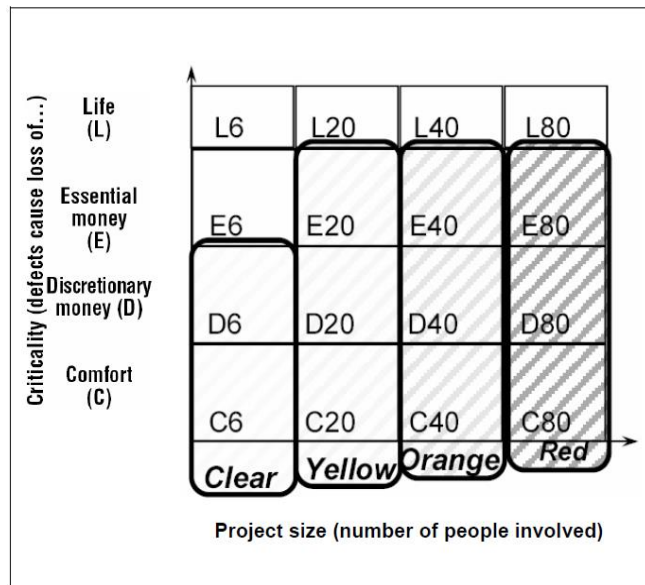 Criticality (defects cause loss of...)
Life
(L)
L6 L20 L40 L80
Essential
money
(E)
E6 E20 E40 E80
Discretionary
money (D)
D6 D20 D40 D80
Comfort
(C)
C6 C20 C40 C80
Clear Yellow Orange Red
Project size (number of people involved)